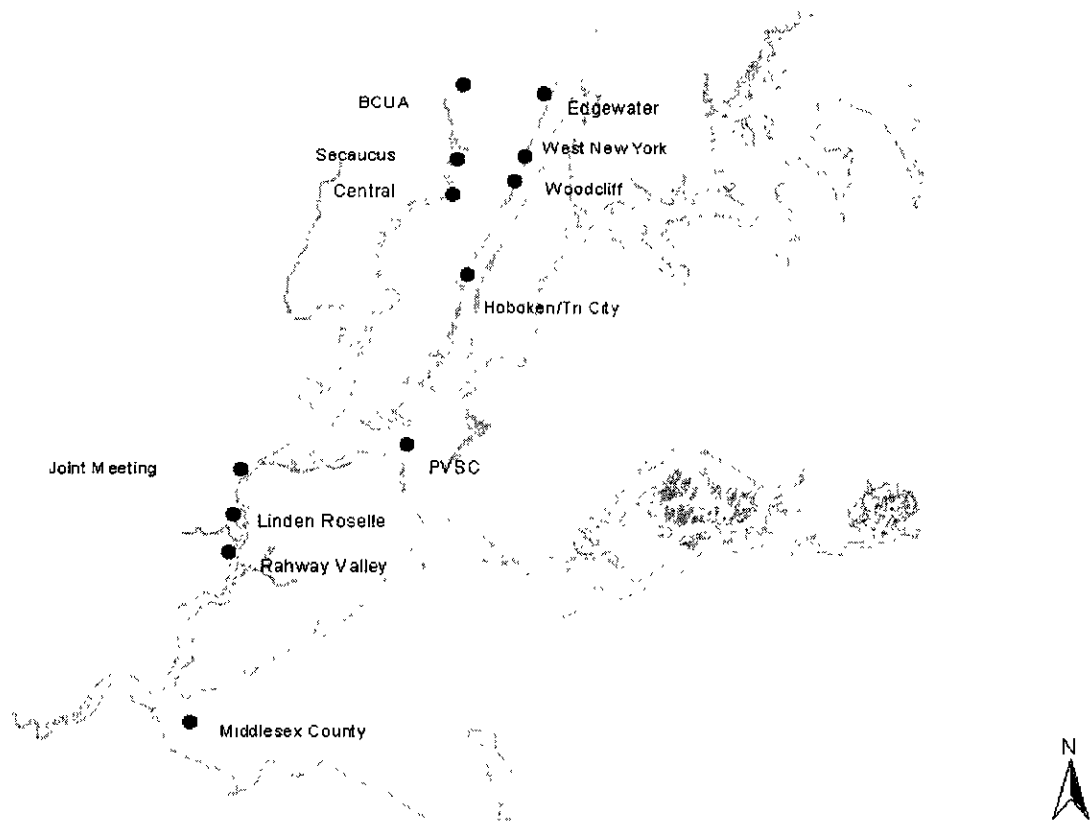 BCUA
Edgewater
West New York
Secaucus
Central
Woodcliff
Hoboken/Tri City
Joint Meeting
PVSC
Linden Roselle
Rahway Valley
Middlesex County
N